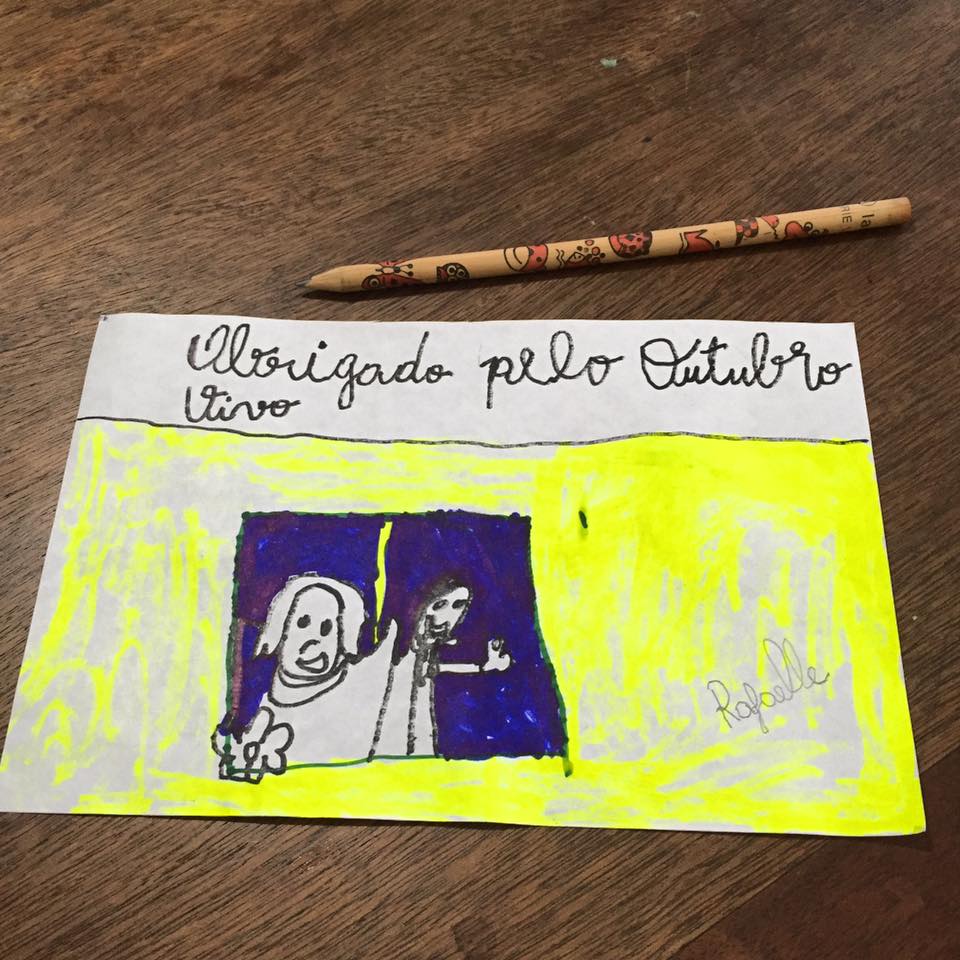 Obrigado pelo Outubro
Vivo
Rafaelle